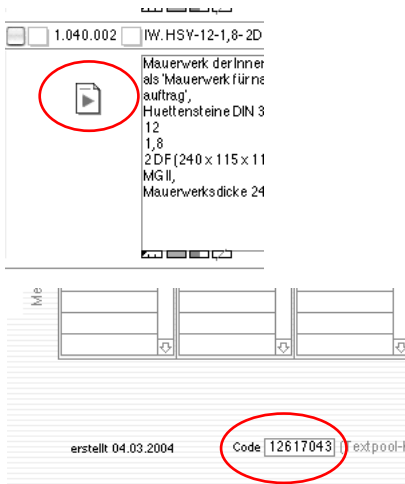 1.040.002 IW.HSV-12-1,8-2D
Mauerwerk der Inner
als 'Mauerwerk für na
auftrag',
Huettensteine DIN 3
12
1,8
2 DF (240 x 115 x 11
MG II,
Mauerwerksdicke 24
Me
erstellt 04.03.2004 Code 12617043 (Textpool-